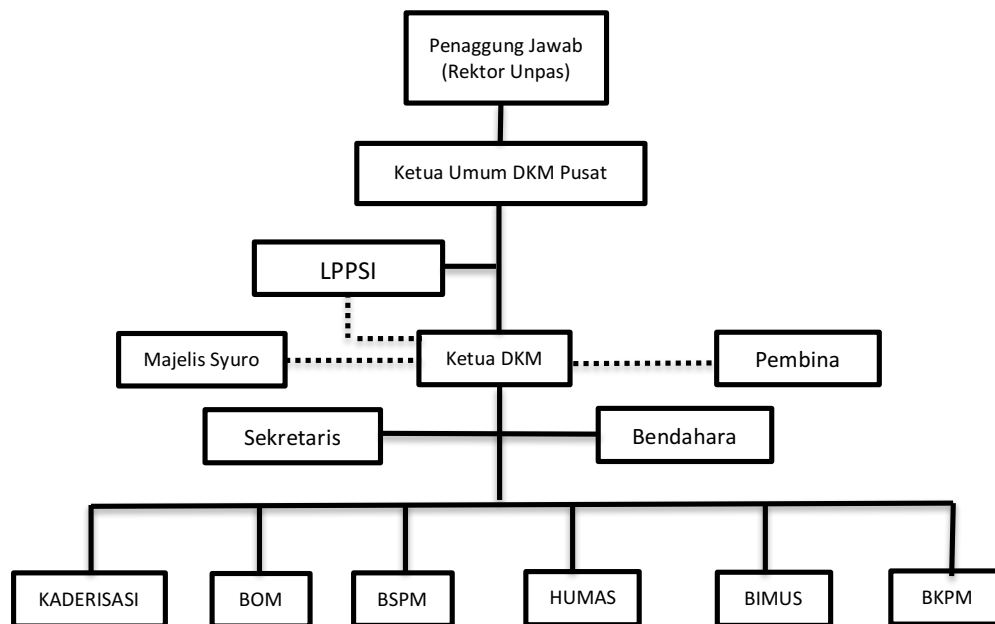 Penaggung Jawab
(Rektor Unpas)
Ketua Umum DKM Pusat
LPPSI
Majelis Syuro
Ketua DKM
Pembina
Sekretaris
Bendahara
KADERISASI
BOM
BSPM
HUMAS
BIMUS
BKPM